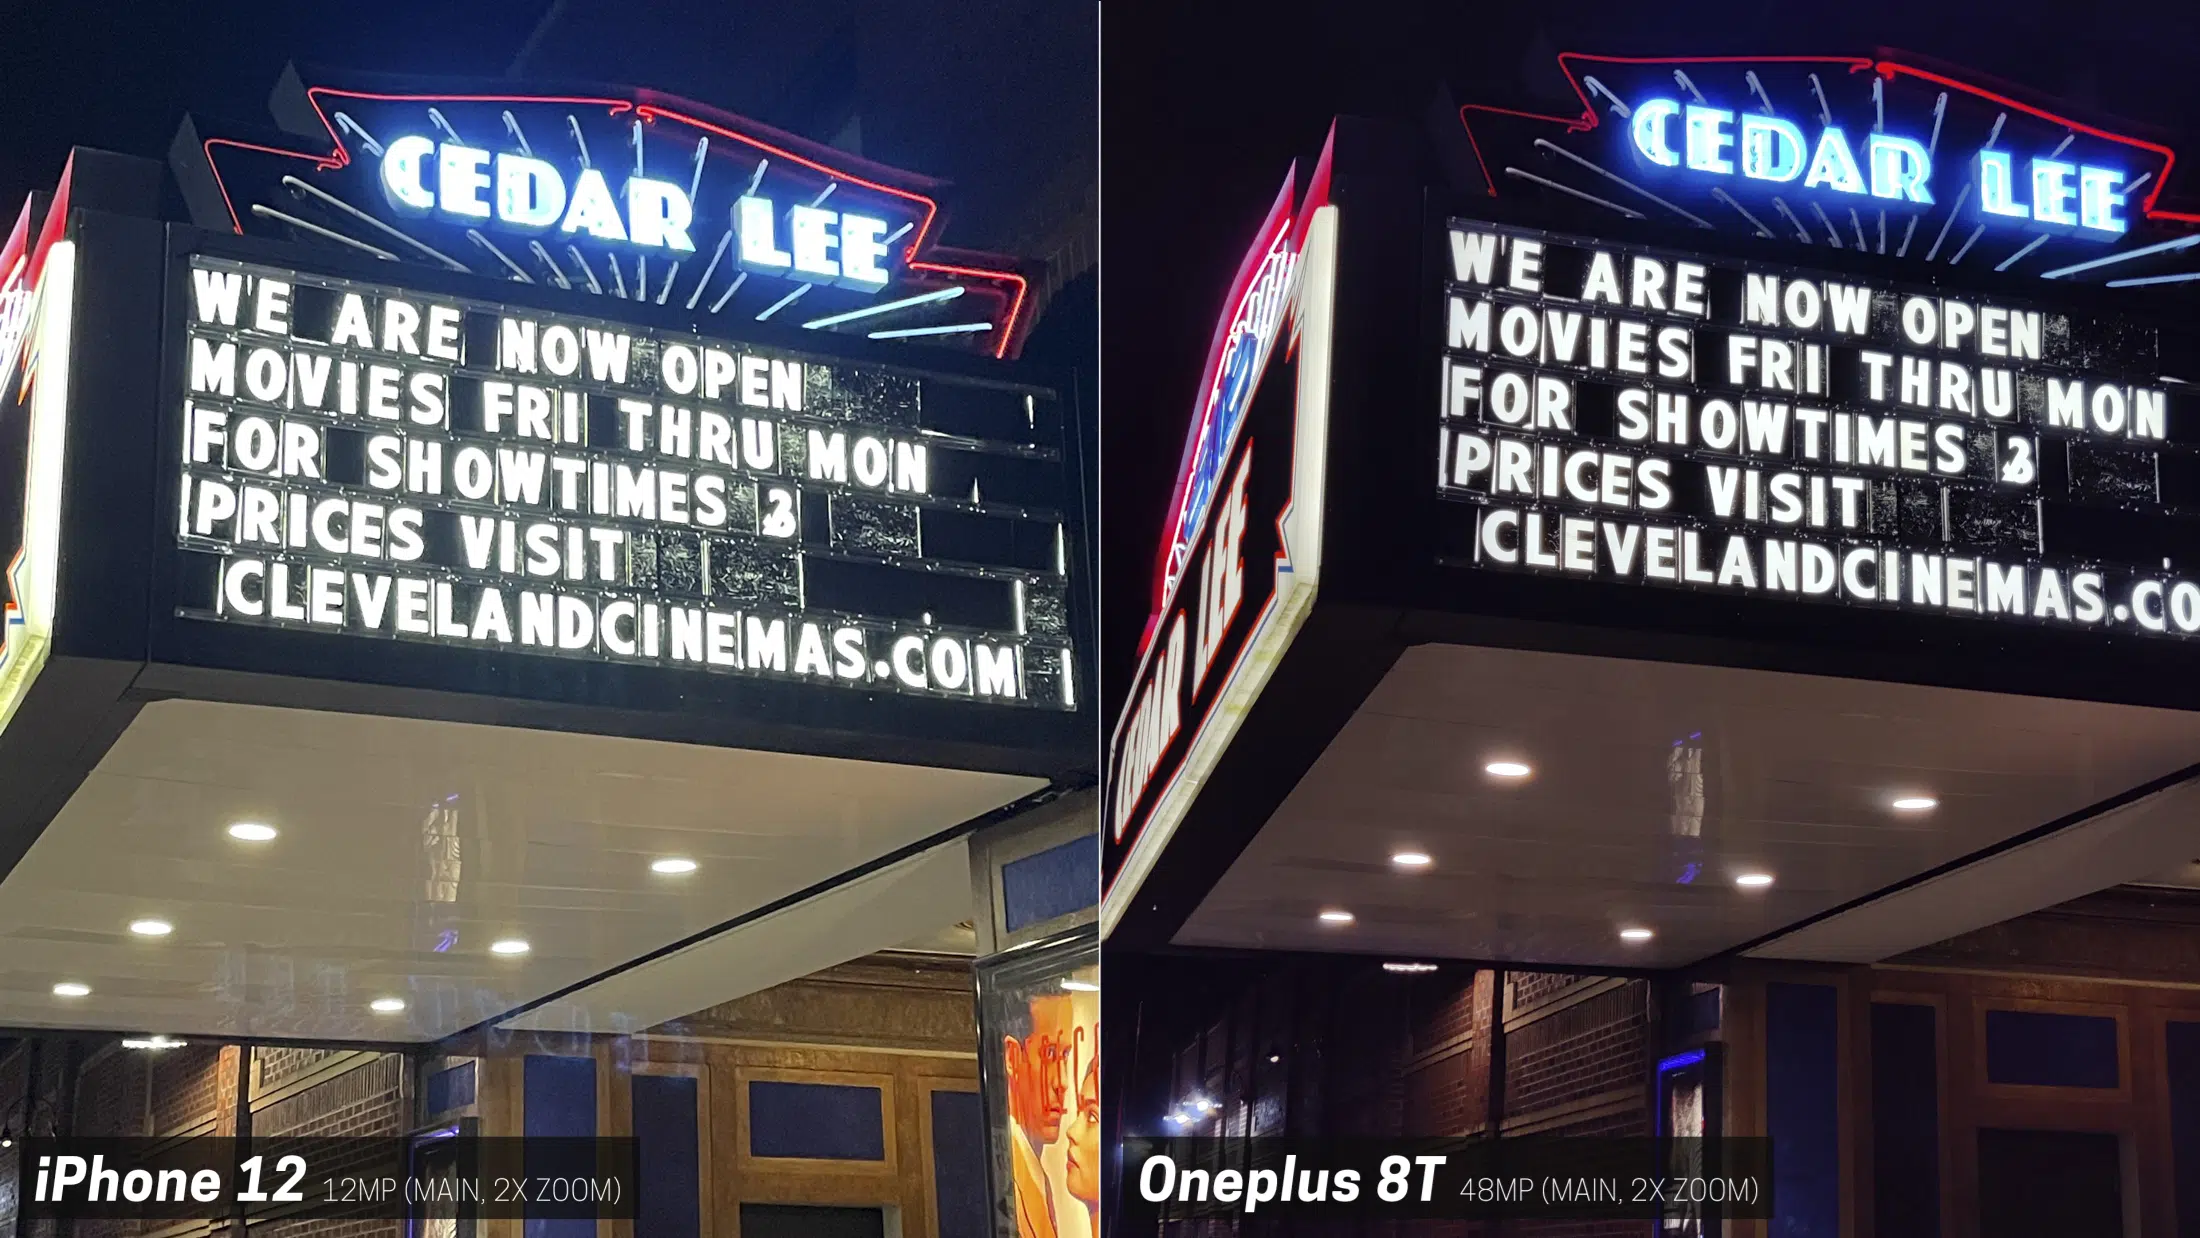 CEDAR LEE
WE ARE NOW OPEN
MOVIES FRI THRU MON
FOR SHOWTIMES &
PRICES VISIT
CLEVELANDCINEMAS.COM
iPhone 12 12MP (MAIN, 2X ZOOM)
CEDAR LEE
WE ARE NOW OPEN
MOVIES FRI THRU MON
FOR SHOWTIMES &
PRICES VISIT
CLEVELANDCINEMAS.CO
CEDAR LEE
Oneplus 8T 48MP (MAIN, 2X ZOOM)